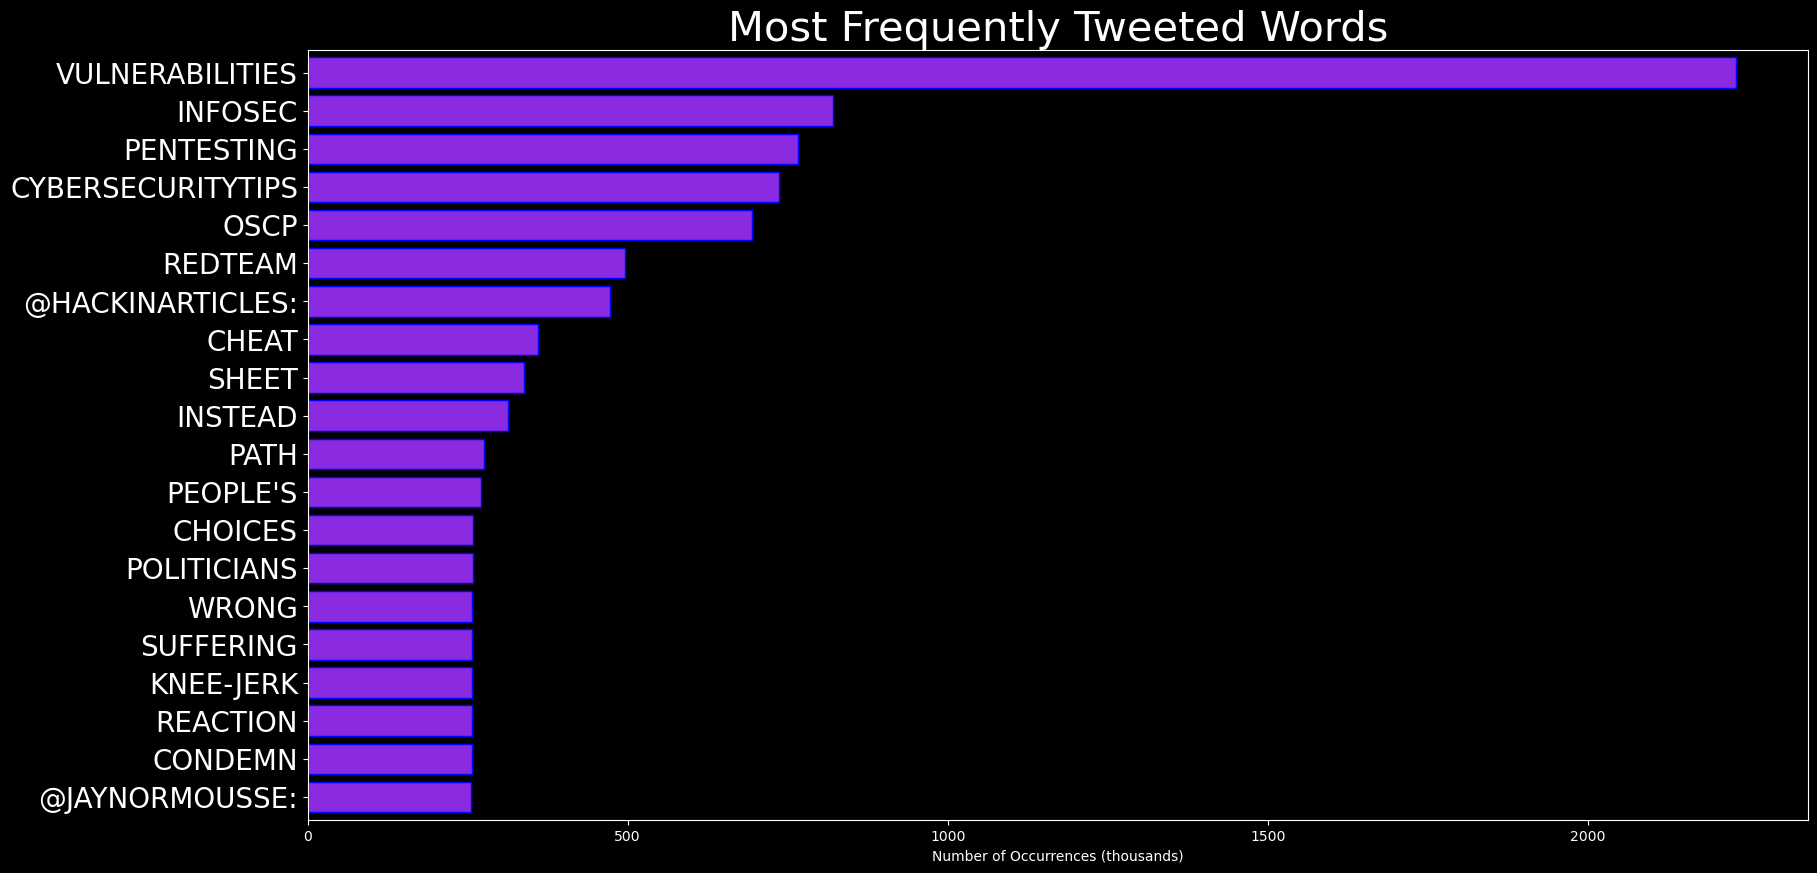 Most Frequently Tweeted Words
VULNERABILITIES
INFOSEC
PENTESTING
CYBERSECURITYTIPS
OSCP
REDTEAM
@HACKINARTICLES:
CHEAT
SHEET
INSTEAD
PATH
PEOPLE'S
CHOICES
POLITICIANS
WRONG
SUFFERING
KNEE-JERK
REACTION
CONDEMN
@JAYNORMOUSSE:
0 500 1000 1500 2000
Number of Occurrences (thousands)